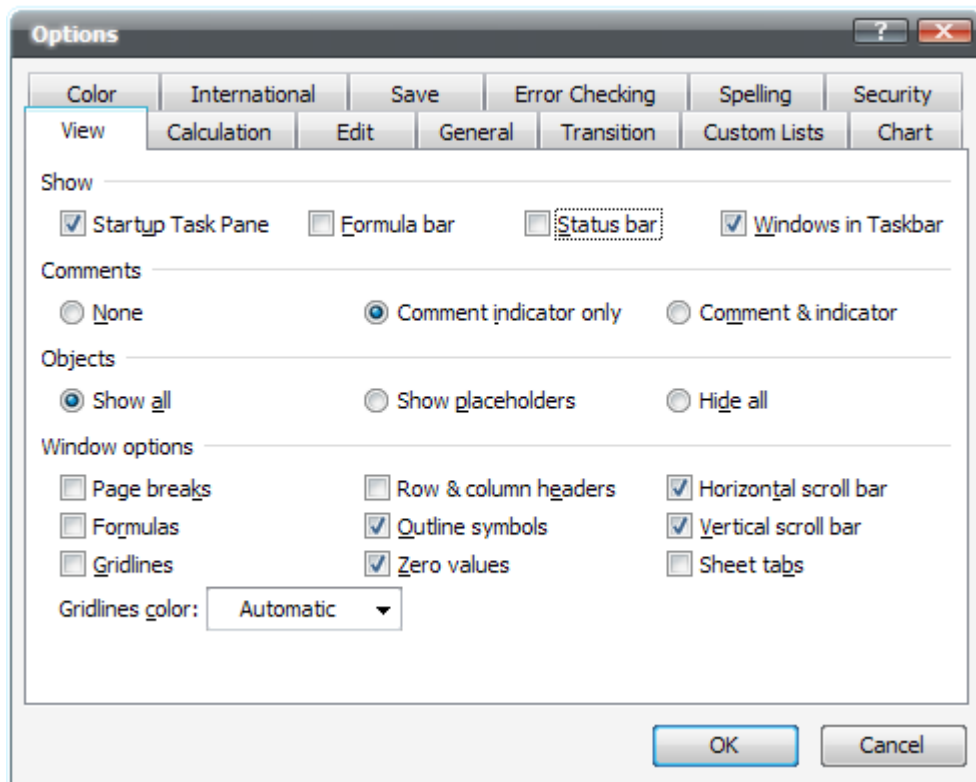 Options
Color International Save Error Checking Spelling Security
View Calculation Edit General Transition Custom Lists Chart
Show
Startup Task Pane Formula bar Status bar Windows in Taskbar
Comments
None Comment indicator only Comment & indicator
Objects
Show all Show placeholders Hide all
Window options
Page breaks Row & column headers Horizontal scroll bar
Formulas Outline symbols Vertical scroll bar
Gridlines Zero values Sheet tabs
Gridlines color: Automatic
OK Cancel